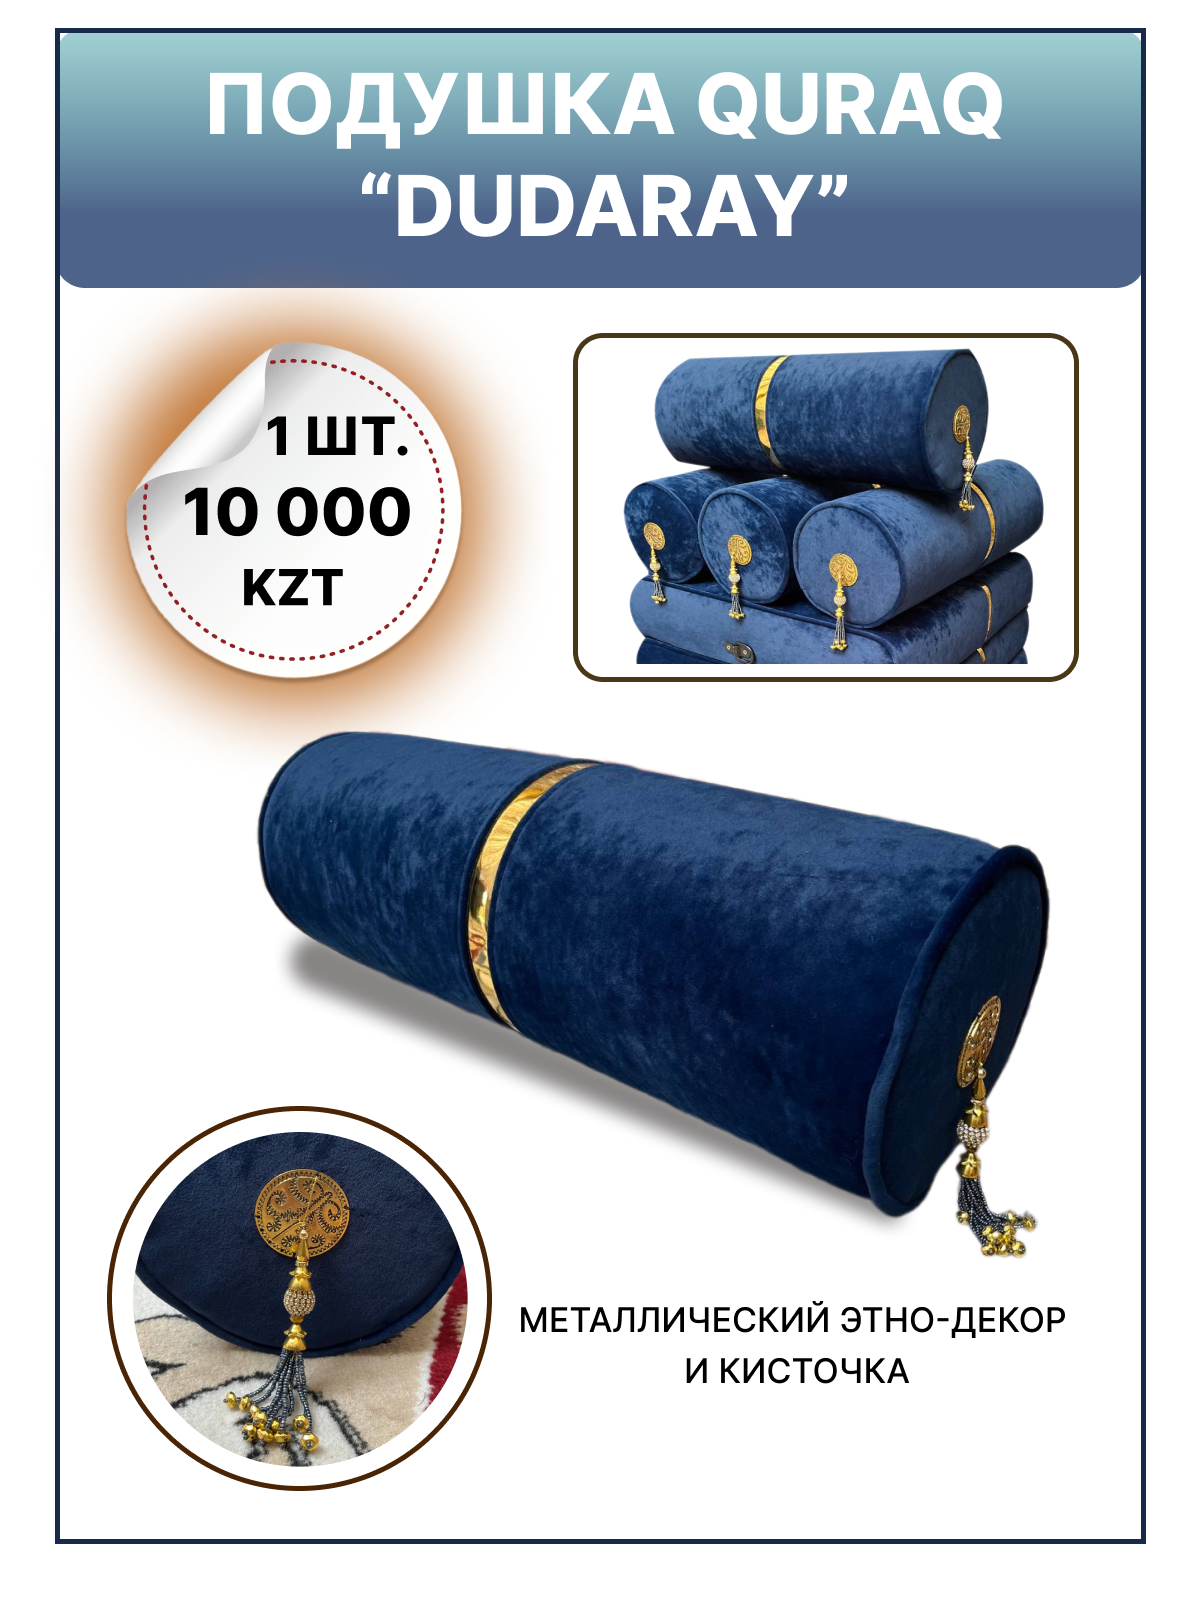 ПОДУШКА QURAQ
“DUDARAY”
1 ШТ.
10 000
KZT
МЕТАЛЛИЧЕСКИЙ ЭТНО-ДЕКОР
И КИСТОЧКА